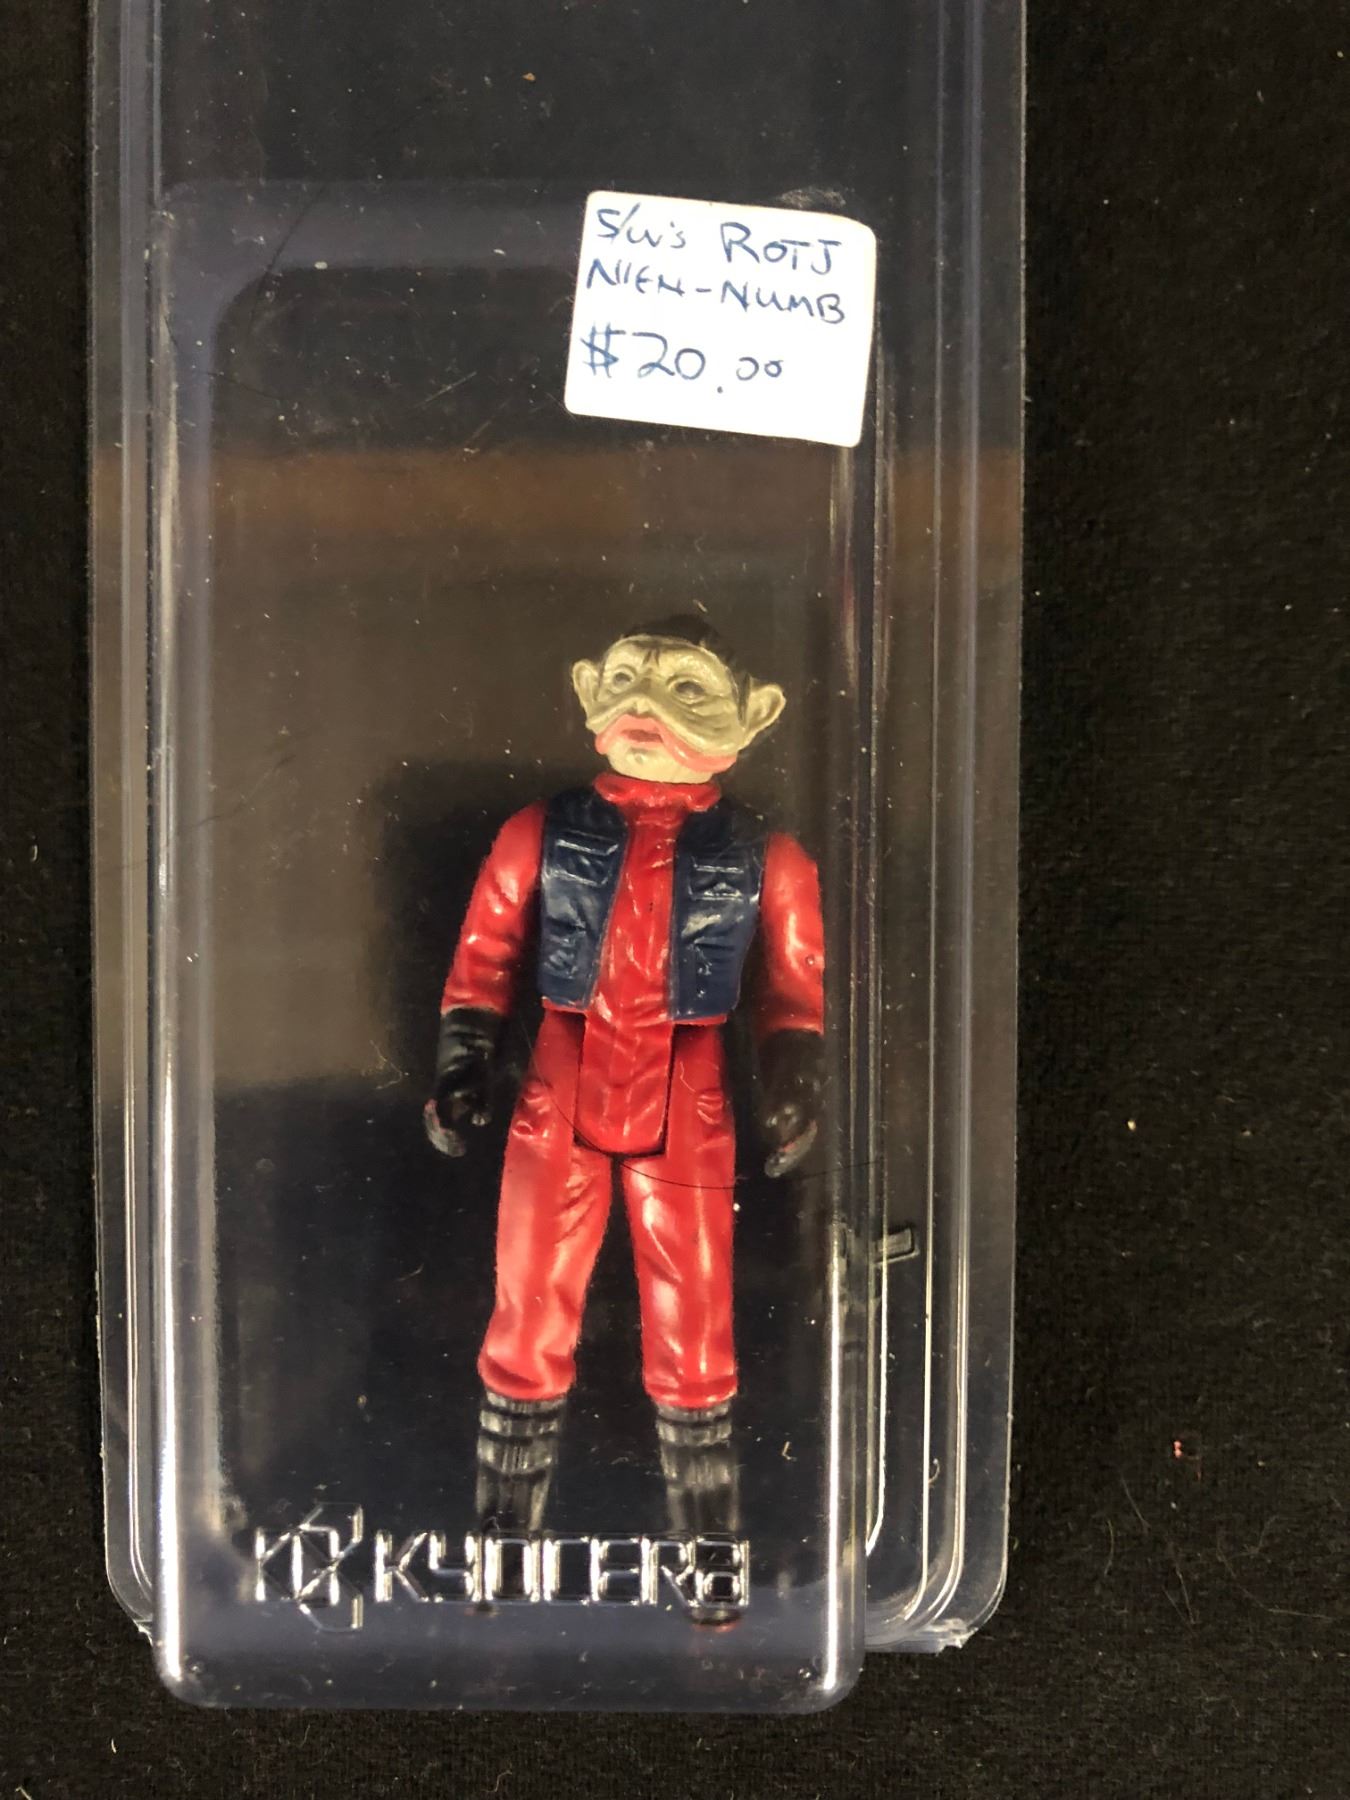 S/W's ROTJ
NIEN-NUMB
$20.00
KYOCERA